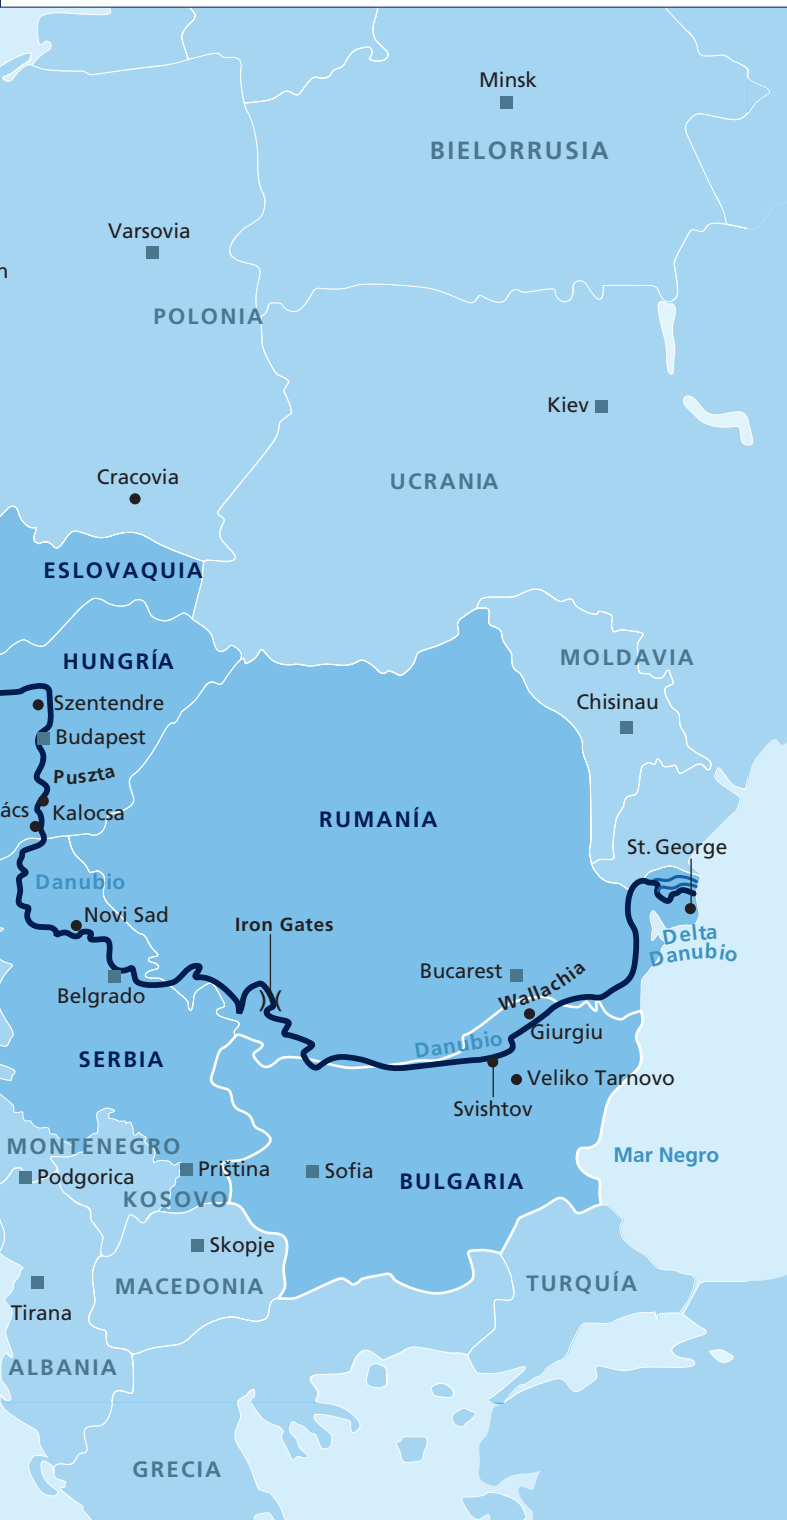 Minsk
BIELORRUSIA
Varsovia
n
POLONIA
Kiev
Cracovia
UCRANIA
ESLOVAQUIA
HUNGRÍA
MOLDAVIA
Szentendre
Chisinau
Budapest
Puszta
ács
Kalocsa
RUMANÍA
St. George
Danubio
Novi Sad
Iron Gates
Delta
Danubio
Bucarest
Wallachia
Belgrado
Giurgiu
Danubio
SERBIA
Veliko Tarnovo
Svishtov
MONTENEGRO
Mar Negro
Podgorica
Priština
Sofia
BULGARIA
KOSOVO
Skopje
MACEDONIA
TURQUÍA
Tirana
ALBANIA
GRECIA